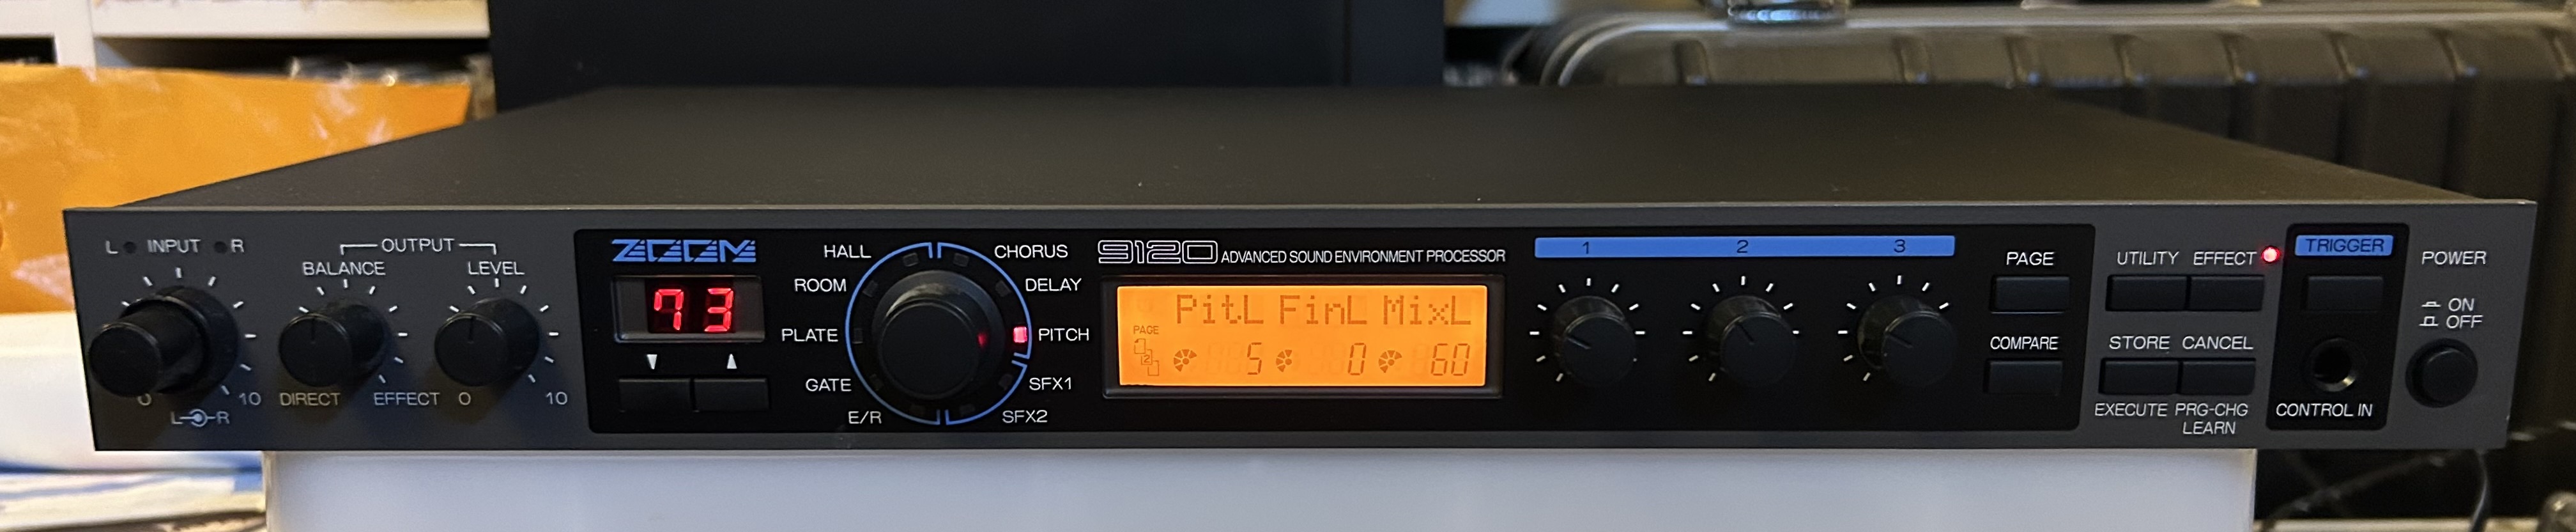 L INPUT R
0 10
L R
OUTPUT
BALANCE LEVEL
DIRECT EFFECT 0 10
ZOOM
73
HALL
ROOM
PLATE
GATE
E/R
CHORUS
DELAY
PITCH
SFX1
SFX2
9120 ADVANCED SOUND ENVIRONMENT PROCESSOR
PitL FinL MixL
PAGE
2
5 0 60
1 2 3
PAGE
COMPARE
UTILITY EFFECT
STORE CANCEL
EXECUTE PRG-CHG
LEARN
TRIGGER
CONTROL IN
POWER
ON
OFF